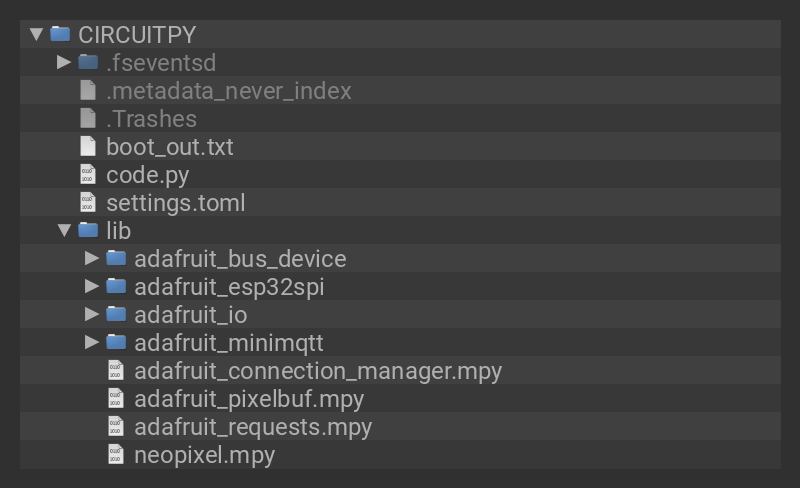 CIRCUITPY
.fseventsd
.metadata_never_index
.Trashes
boot_out.txt
code.py
settings.toml
lib
adafruit_bus_device
adafruit_esp32spi
adafruit_io
adafruit_minimqtt
adafruit_connection_manager.mpy
adafruit_pixelbuf.mpy
adafruit_requests.mpy
neopixel.mpy